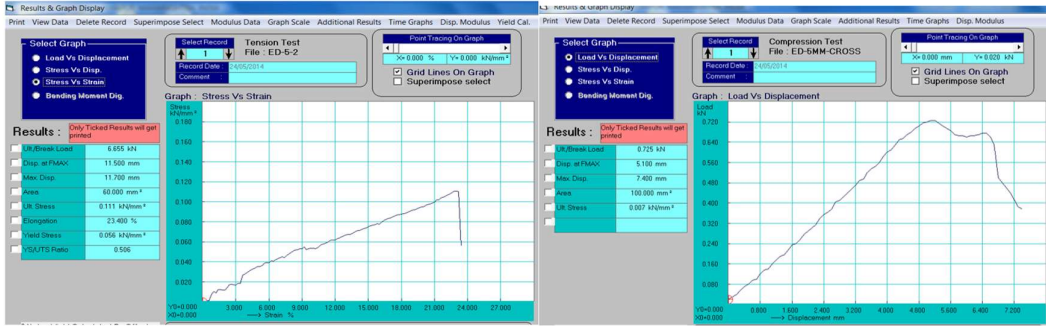 Results & Graph Display
Print View Data Delete Record Superimpose Select Modulus Data Graph Scale Additional Results Time Graphs Disp. Modulus Yield Cal.
Select Graph
Load Vs Displacement
Stress Vs Disp.
Stress Vs Strain
Bending Moment Dig.
Select Record
1
Tension Test
File : ED-5-2
Record Date :
24/05/2014
Comment :
Point Tracing On Graph
X= 0.000 %
Y= 0.000 kN/mm²
Grid Lines On Graph
Superimpose select
Graph : Stress Vs Strain
Results :
Only Ticked Results will get
printed
Ult./Break Load 6.655 kN
Disp. at FMAX 11.500 mm
Max. Disp. 11.700 mm
Area 60.000 mm²
Ult. Stress 0.111 kN/mm²
Elongation 23.400 %
Yield Stress 0.056 kN/mm²
YS/UTS Ratio 0.506
Stress
kN/mm²
0.180
0.160
0.140
0.120
0.100
0.080
0.060
0.040
0.020
Y0=0.000
X0=0.000
3.000 6.000 9.000 12.000 15.000 18.000 21.000 24.000 27.000
Strain %
Results & Graph Display
Print View Data Delete Record Superimpose Select Modulus Data Graph Scale Additional Results Time Graphs Disp. Modulus
Select Graph
Load Vs Displacement
Stress Vs Disp.
Stress Vs Strain
Bending Moment Dig.
Select Record
1
Compression Test
File : ED-5MM-CROSS
Record Date :
24/05/2014
Comment :
Point Tracing On Graph
X= 0.000 mm
Y= 0.020 kN
Grid Lines On Graph
Superimpose select
Graph : Load Vs Displacement
Results :
Only Ticked Results will get
printed
Ult./Break Load 0.725 kN
Disp. at FMAX 5.100 mm
Max. Disp. 7.400 mm
Area 100.000 mm²
Ult. Stress 0.007 kN/mm²
Load
kN
0.720
0.640
0.560
0.480
0.400
0.320
0.240
0.160
0.080
Y0=0.000
X0=0.000
0.800 1.600 2.400 3.200 4.000 4.800 5.600 6.400 7.200
Displacement mm